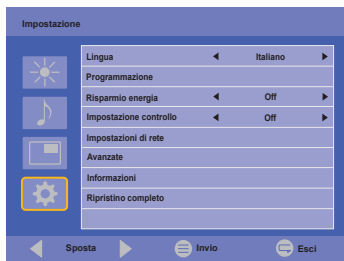 Impostazione
Lingua Italiano
Programmazione
Risparmio energia Off
Impostazione controllo Off
Impostazioni di rete
Avanzate
Informazioni
Ripristino completo
Sposta Invio Esci